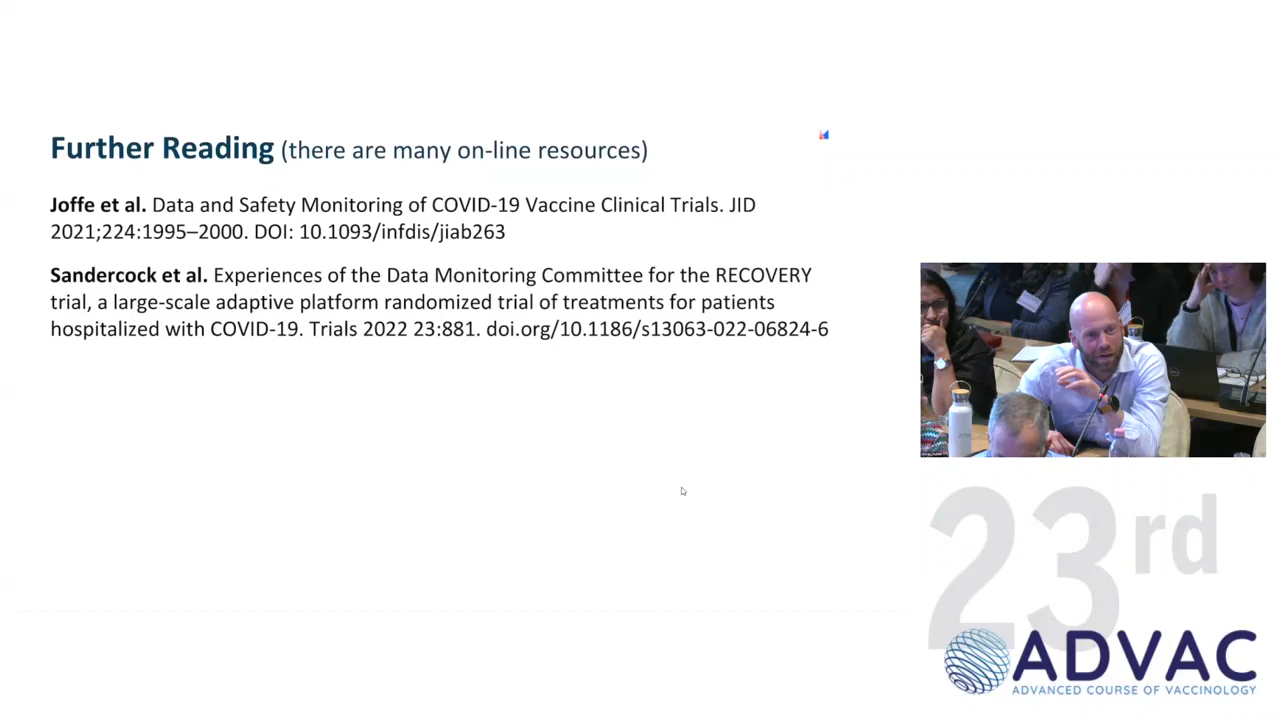 Further Reading (there are many on-line resources)
Joffe et al. Data and Safety Monitoring of COVID-19 Vaccine Clinical Trials. JID
2021;224:1995–2000. DOI: 10.1093/infdis/jiab263
Sandercock et al. Experiences of the Data Monitoring Committee for the RECOVERY
trial, a large-scale adaptive platform randomized trial of treatments for patients
hospitalized with COVID-19. Trials 2022 23:881. doi.org/10.1186/s13063-022-06824-6
23rd
ADVAC
ADVANCED COURSE OF VACCINOLOGY